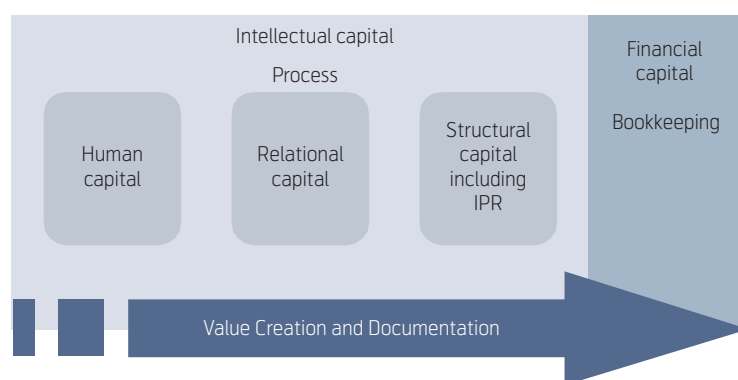 Intellectual capital
Process
Human
capital
Relational
capital
Structural
capital
including
IPR
Financial
capital
Bookkeeping
Value Creation and Documentation